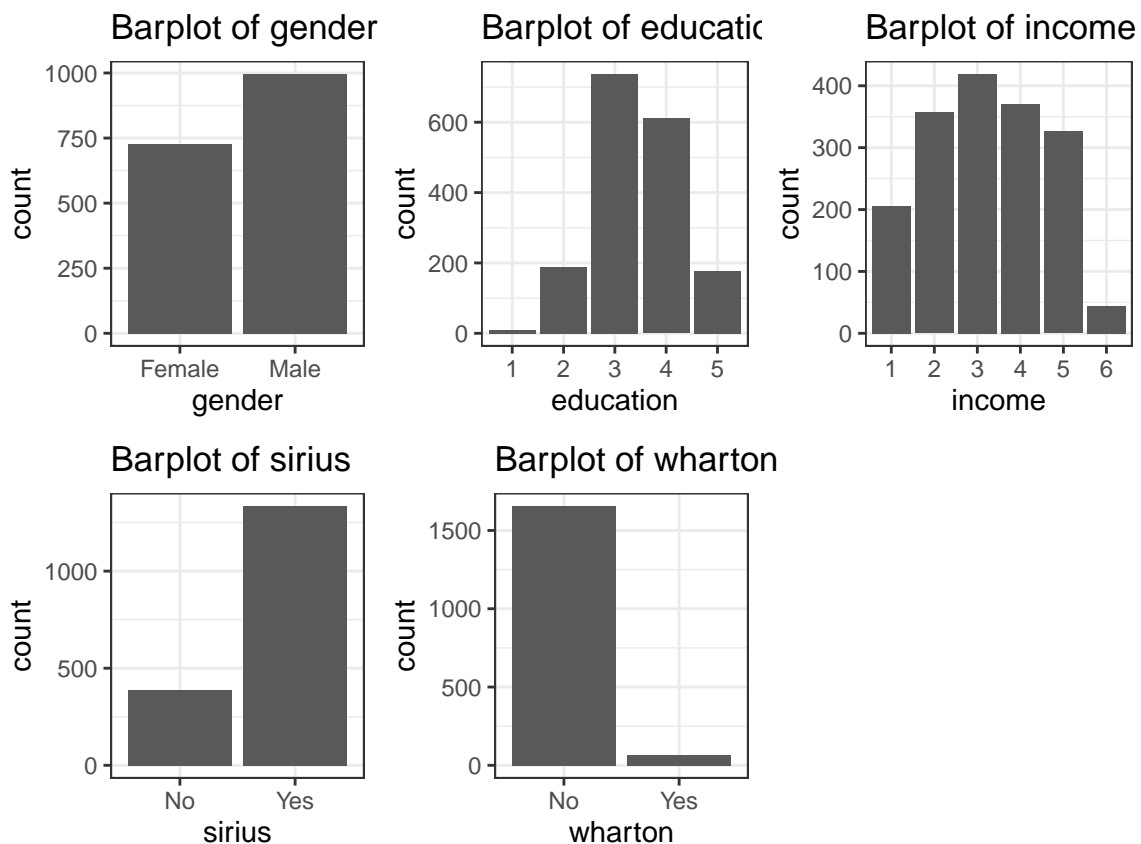 Barplot of gender
count
1000
750
500
250
0
Female Male
gender
Barplot of educatic
count
600
400
200
0
1 2 3 4 5
education
Barplot of income
count
400
300
200
100
0
1 2 3 4 5 6
income
Barplot of sirius
count
1000
500
0
No Yes
sirius
Barplot of wharton
count
1500
1000
500
0
No Yes
wharton